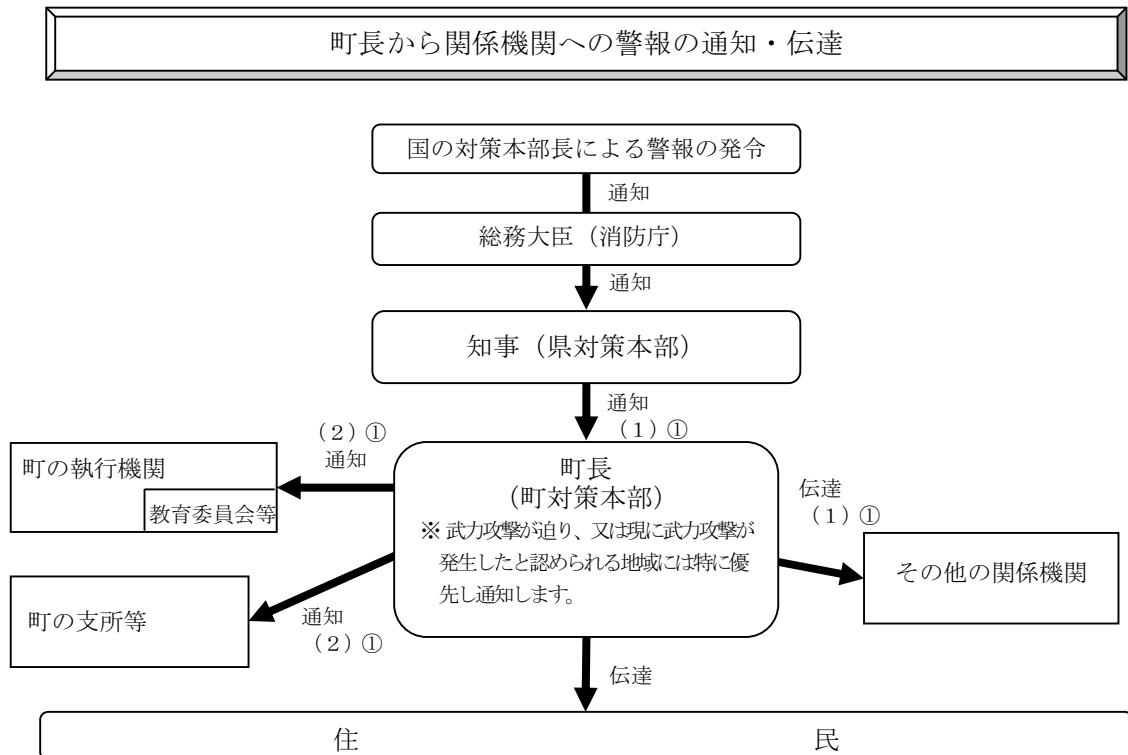 町長から関係機関への警報の通知・伝達
国の対策本部長による警報の発令
通知
総務大臣（消防庁）
通知
知事（県対策本部）
通知
（1）①
（2）①
通知
町の執行機関
教育委員会等
町長
（町対策本部）
※ 武力攻撃が迫り、又は現に武力攻撃が
発生したと認められる地域には特に優
先し通知します。
伝達
（1）①
その他の関係機関
町の支所等
通知
（2）①
伝達
住 民